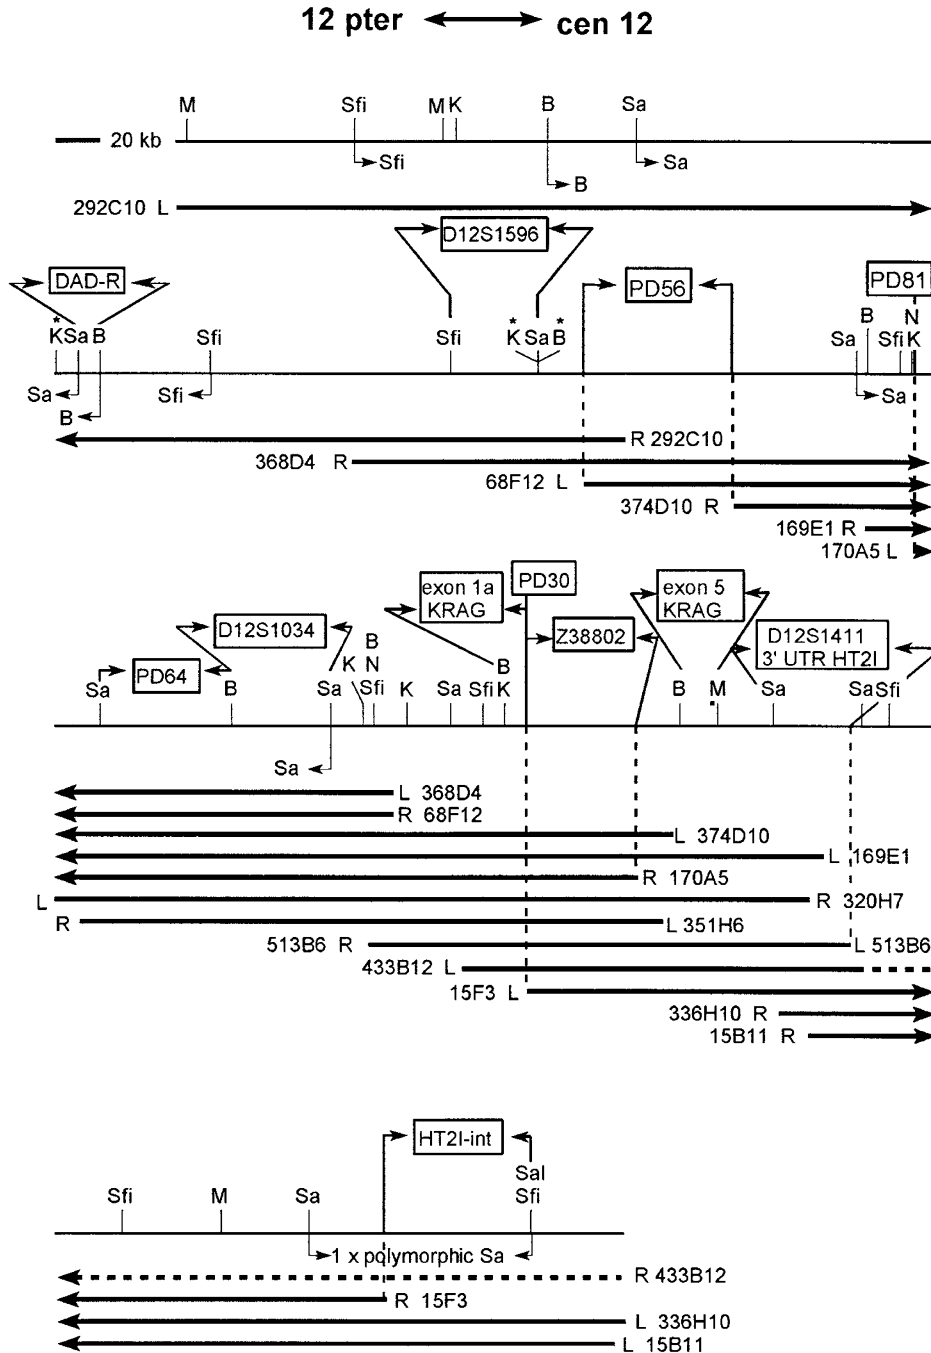 12 pter cen 12
M Sfi M K B Sa
20 kb
Sfi Sa
B
292C10 L
D12S1596
DAD-R PD56 PD81
* * * B N
K Sa B Sfi Sfi K Sa B Sa Sfi K
Sa Sfi Sa
B
R 292C10
368D4 R
68F12 L
374D10 R
169E1 R
170A5 L
exon 1a KRAG PD30 exon 5 KRAG
D12S1034 Z38802 D12S1411
3' UTR HT2I
PD64
B
K N B
Sa B Sa Sfi K Sa Sfi K B M Sa Sa Sfi
Sa
L 368D4
R 68F12
L 374D10
L 169E1
R 170A5
L R 320H7
R L 351H6
513B6 R L 513B6
433B12 L
15F3 L
336H10 R
15B11 R
HT2I-int
Sal
Sfi M Sa Sfi
1 x polymorphic Sa
R 433B12
R 15F3
L 336H10
L 15B11